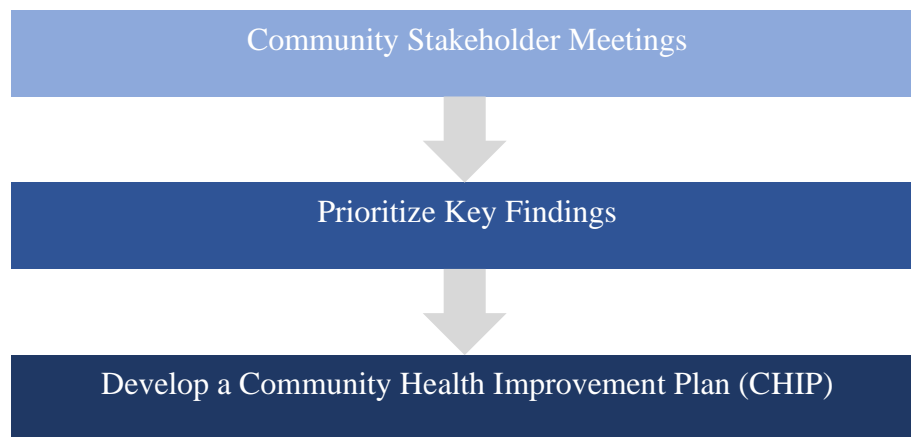 Community Stakeholder Meetings
Prioritize Key Findings
Develop a Community Health Improvement Plan (CHIP)